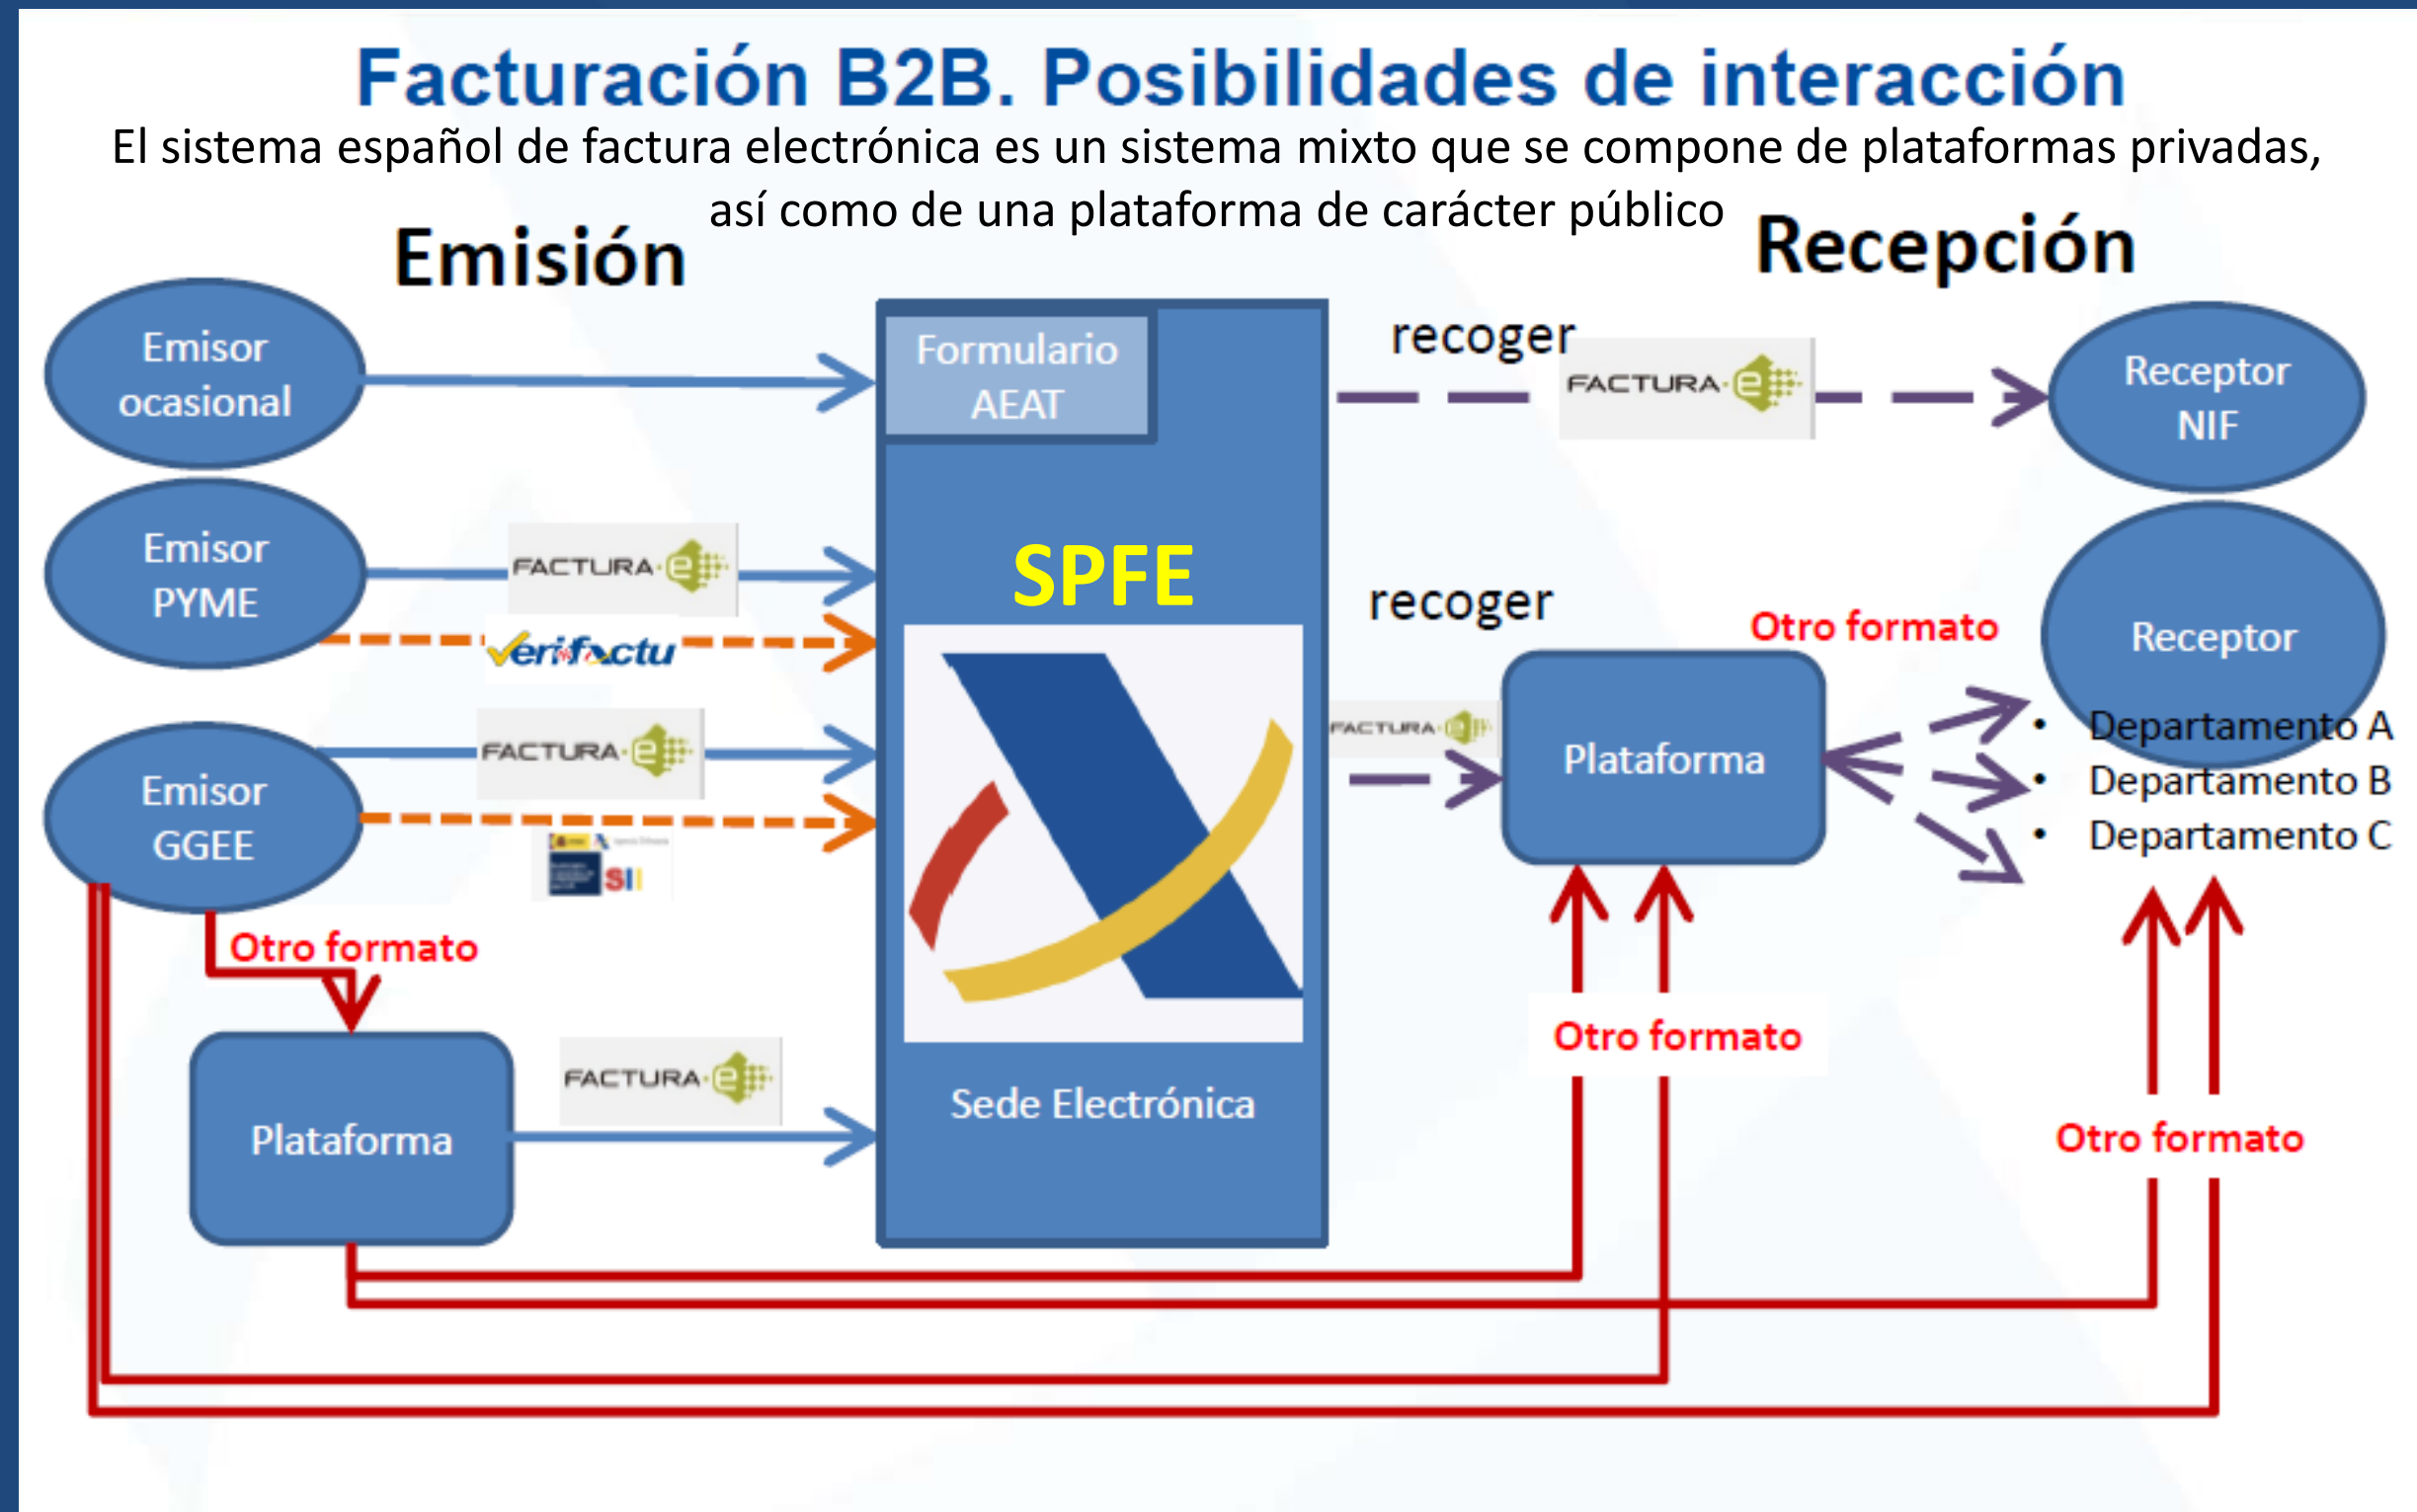 Facturación B2B. Posibilidades de interacción
El sistema español de factura electrónica es un sistema mixto que se compone de plataformas privadas,
así como de una plataforma de carácter público
Emisión
Recepción
Emisor
ocasional
Formulario
AEAT
recoger
FACTURA-e
Receptor
NIF
Emisor
PYME
FACTURA-e
Verifactu
SPFE
recoger
Otro formato
Receptor
FACTURA-e
Plataforma
• Departamento A
• Departamento B
• Departamento C
Emisor
GGEE
FACTURA-e
SII
Otro formato
Plataforma
FACTURA-e
Sede Electrónica
Otro formato
Otro formato